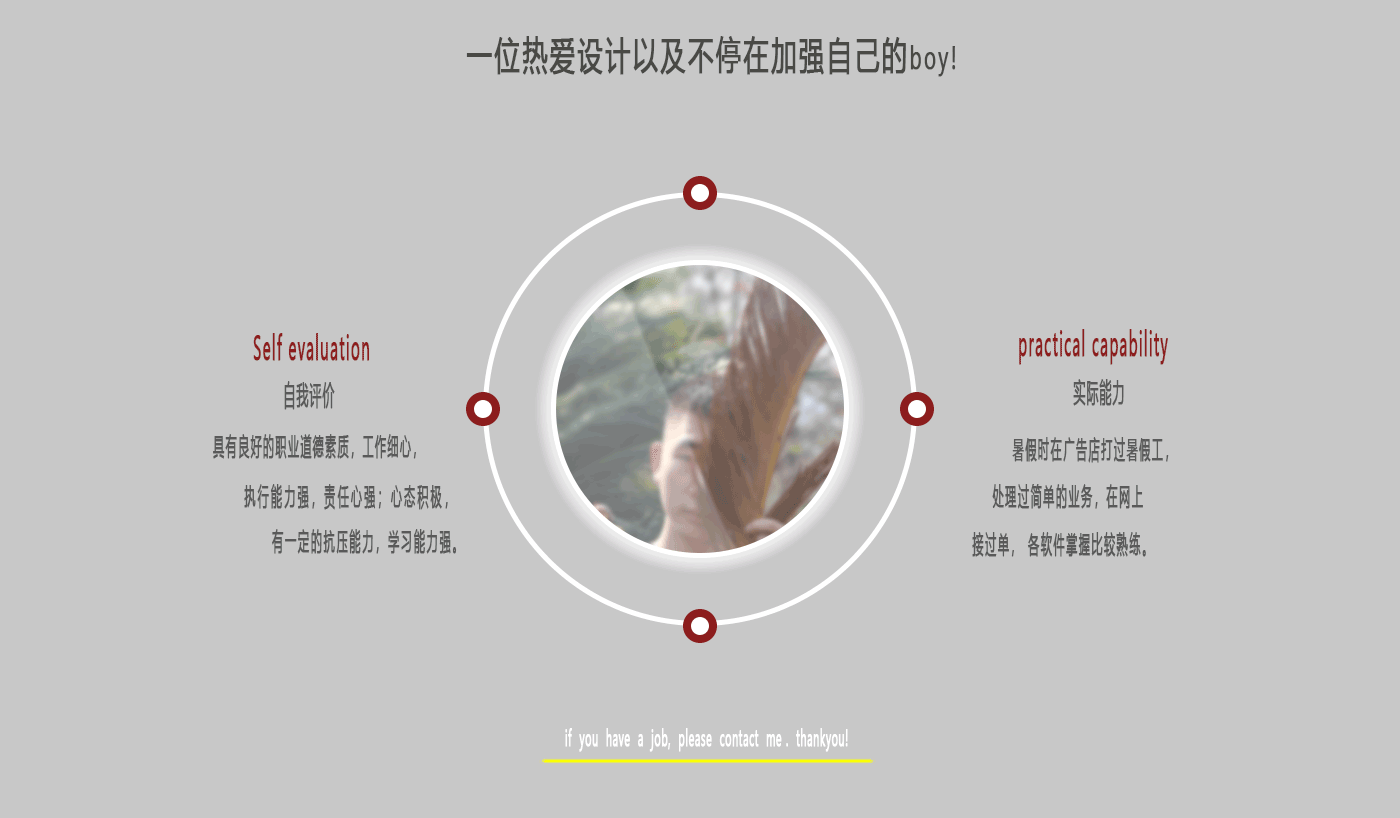 一位热爱设计以及不停在加强自己的boy!
Self evaluation
自我评价
具有良好的职业道德素质，工作细心，
执行能力强，责任心强；心态积极，
有一定的抗压能力，学习能力强。
practical capability
实际能力
暑假时在广告店打过暑假工，
处理过简单的业务，在网上
接过单， 各软件掌握比较熟练。
if you have a job, please contact me . thankyou!